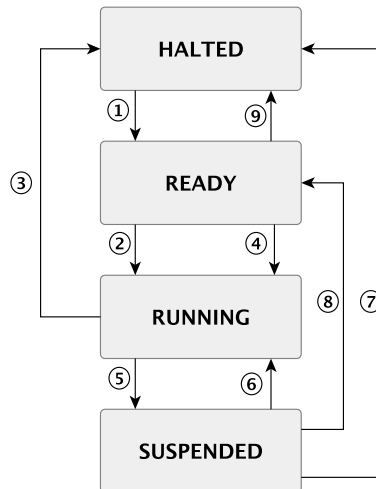 HALTED
① ⑨
③ READY
② ④
RUNNING
⑧ ⑦
⑤ ⑥
SUSPENDED